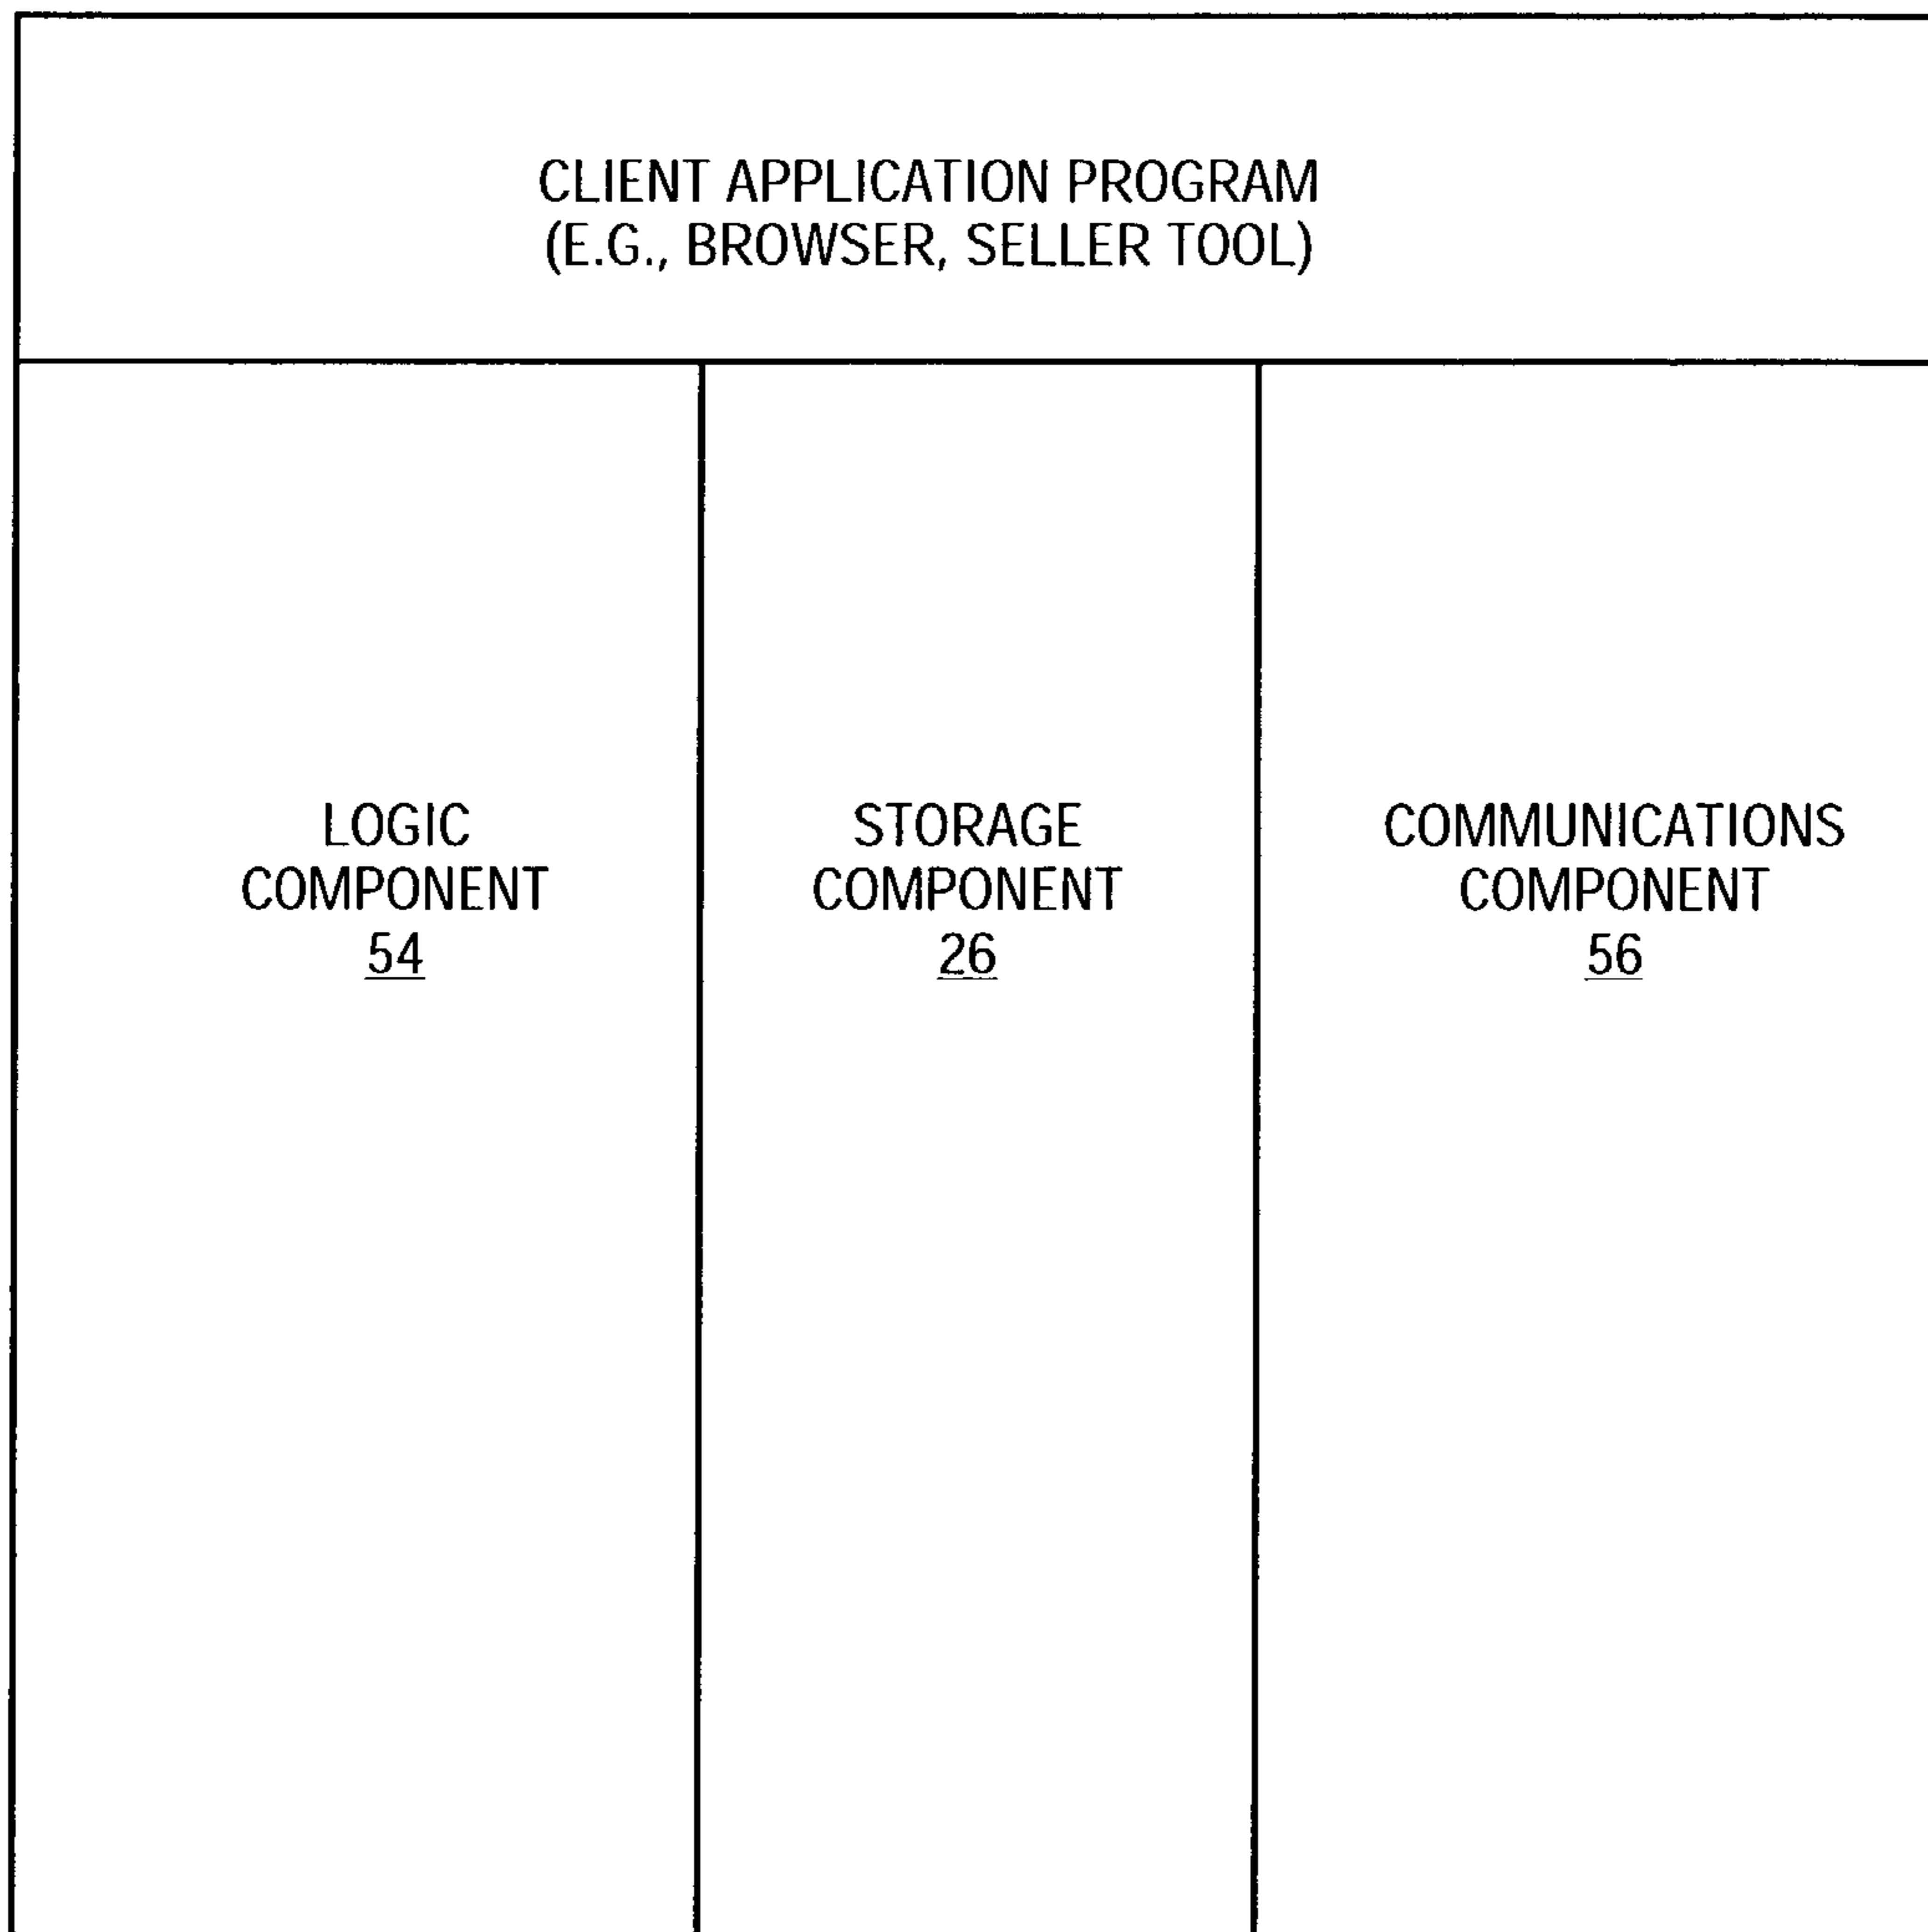 CLIENT APPLICATION PROGRAM
(E.G., BROWSER, SELLER TOOL)
LOGIC
COMPONENT
54
STORAGE
COMPONENT
26
COMMUNICATIONS
COMPONENT
56